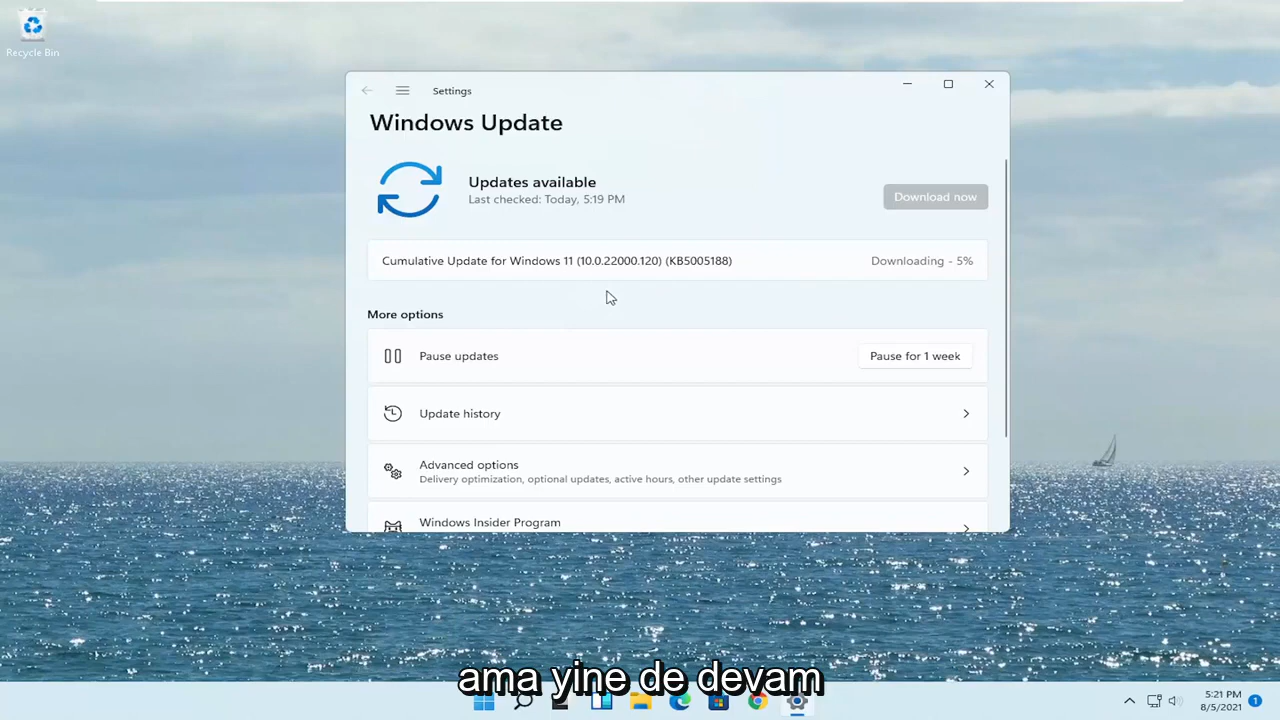 Recycle Bin
Settings
Windows Update
Updates available
Last checked: Today, 5:19 PM
Download now
Cumulative Update for Windows 11 (10.0.22000.120) (KB5005188)
Downloading - 5%
More options
Pause updates
Pause for 1 week
Update history
Advanced options
Delivery optimization, optional updates, active hours, other update settings
Windows Insider Program
ama yine de devam
5:21 PM
8/5/2021
1